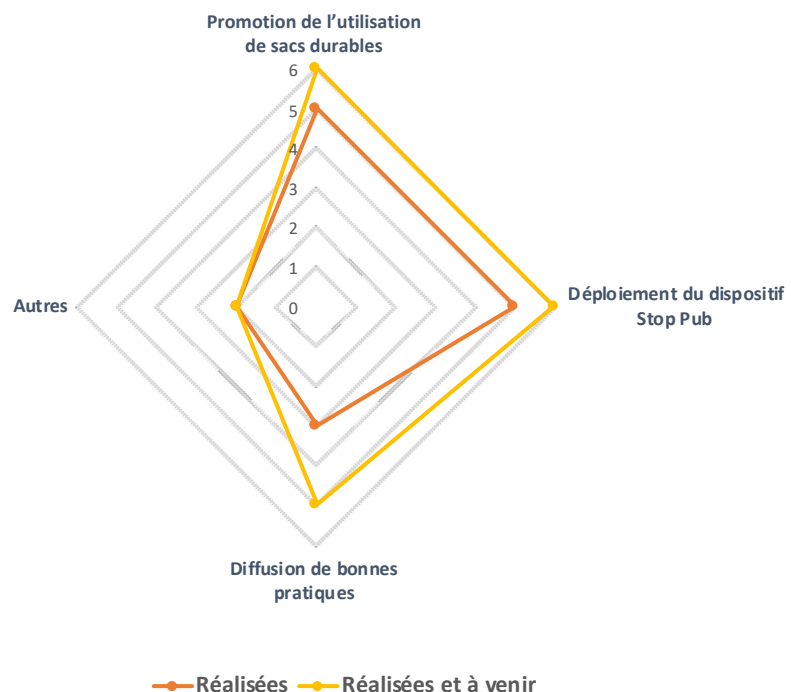 Promotion de l’utilisation
de sacs durables
6
5
4
3
2
1
0
Autres
Déploiement du dispositif
Stop Pub
Diffusion de bonnes
pratiques
Réalisées
Réalisées et à venir